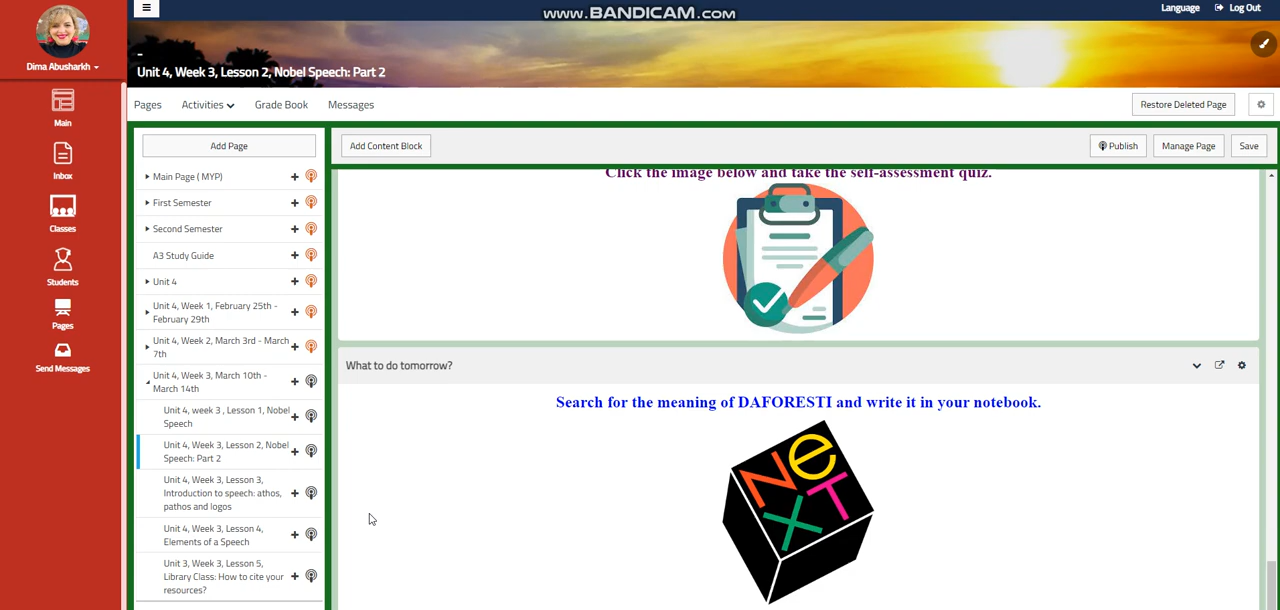 www.BANDICAM.com
Language
Log Out
Dima Abusharkh
-
Unit 4, Week 3, Lesson 2, Nobel Speech: Part 2
Main
Inbox
Classes
Students
Pages
Send Messages
Pages
Activities
Grade Book
Messages
Restore Deleted Page
Add Page
Add Content Block
Publish
Manage Page
Save
Main Page ( MYP)
First Semester
Second Semester
A3 Study Guide
Unit 4
Unit 4, Week 1, February 25th -
February 29th
Unit 4, Week 2, March 3rd - March
7th
Unit 4, Week 3, March 10th -
March 14th
Unit 4, week 3 , Lesson 1, Nobel
Speech
Unit 4, Week 3, Lesson 2, Nobel
Speech: Part 2
Unit 4, Week 3, Lesson 3,
Introduction to speech: athos,
pathos and logos
Unit 4, Week 3, Lesson 4,
Elements of a Speech
Unit 3, Week 3, Lesson 5,
Library Class: How to cite your
resources?
Click the image below and take the self-assessment quiz.
What to do tomorrow?
Search for the meaning of DAFORESTI and write it in your notebook.
Ne
XT